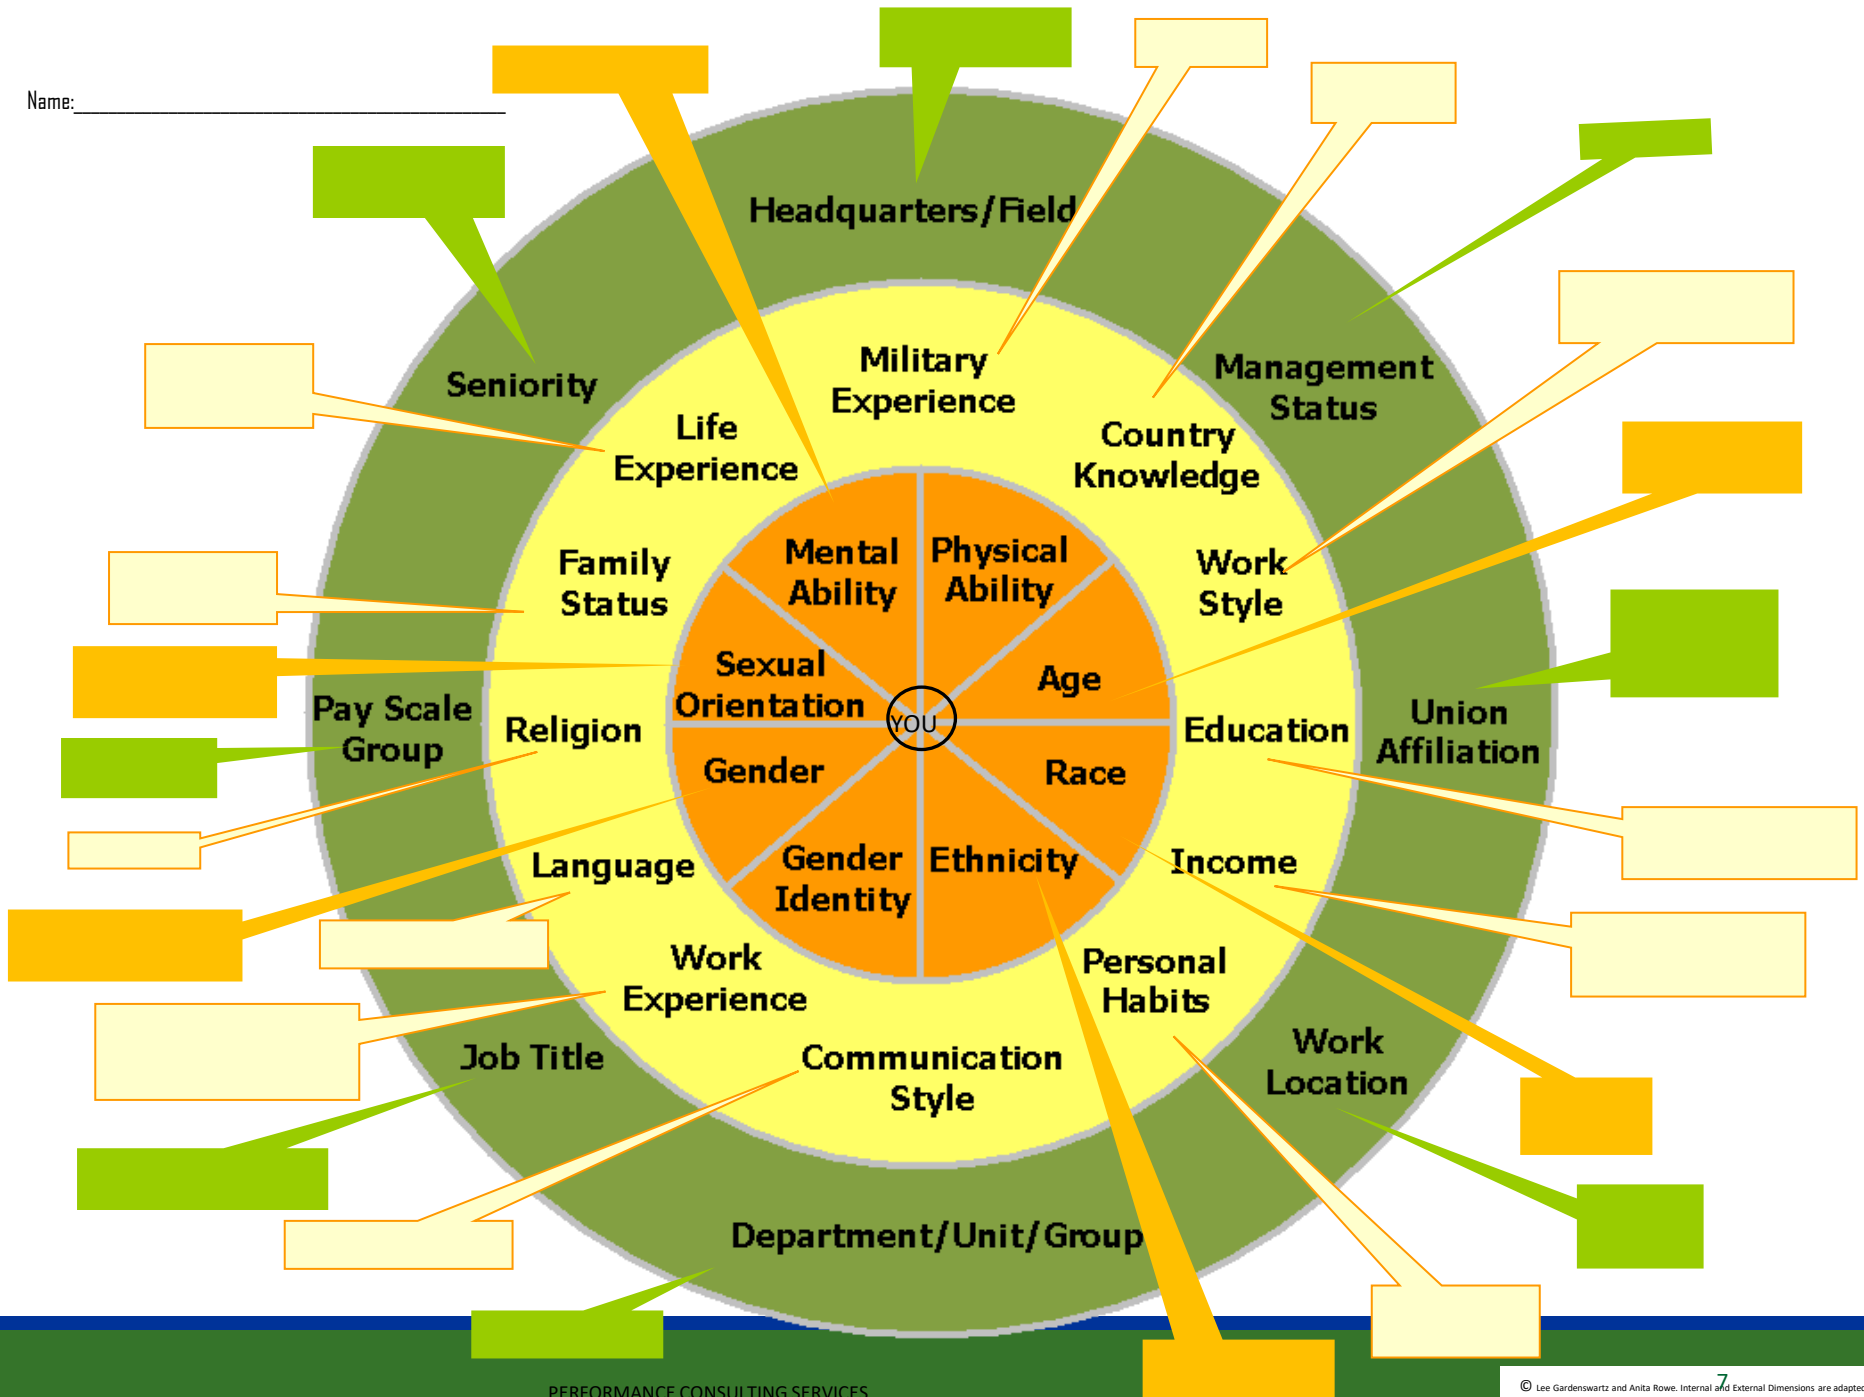 Name:
Headquarters/Field
Management
Status
Seniority
Military
Experience
Life
Experience
Country
Knowledge
Family
Status
Work
Style
Mental
Ability
Physical
Ability
Sexual
Orientation
Age
Pay Scale
Group
Religion
YOU
Education
Union
Affiliation
Gender
Race
Language
Gender
Identity
Ethnicity
Income
Work
Experience
Personal
Habits
Job Title
Communication
Style
Work
Location
Department/Unit/Group
PERFORMANCE CONSULTING SERVICES
7
© Lee Gardenswartz and Anita Rowe. Internal and External Dimensions are adapted